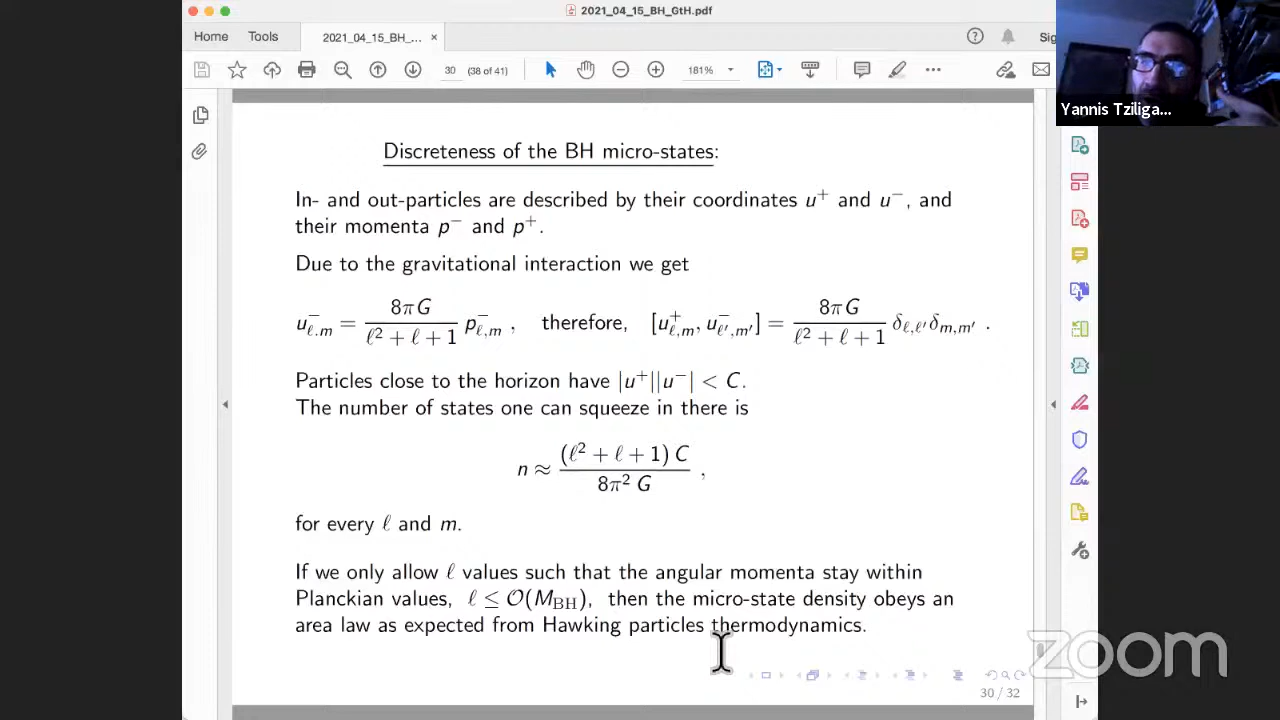 2021_04_15_BH_GtH.pdf
Home Tools 2021_04_15_BH_... ×
30 (38 of 41) 181%
Yannis Tziliga...
Discreteness of the BH micro-states:
In- and out-particles are described by their coordinates u⁺ and u⁻, and
their momenta p⁻ and p⁺.
Due to the gravitational interaction we get
u⁻_{ℓ.m} = 8πG / (ℓ² + ℓ + 1) p⁻_{ℓ,m} , therefore, [u⁺_{ℓ,m}, u⁻_{ℓ′,m′}] = 8πG / (ℓ² + ℓ + 1) δ_{ℓ,ℓ′}δ_{m,m′} .
Particles close to the horizon have |u⁺||u⁻| < C.
The number of states one can squeeze in there is
n ≈ (ℓ² + ℓ + 1) C / 8π² G ,
for every ℓ and m.
If we only allow ℓ values such that the angular momenta stay within
Planckian values, ℓ ≤ 𝒪(M_BH), then the micro-state density obeys an
area law as expected from Hawking particles thermodynamics.
zoom
30 / 32